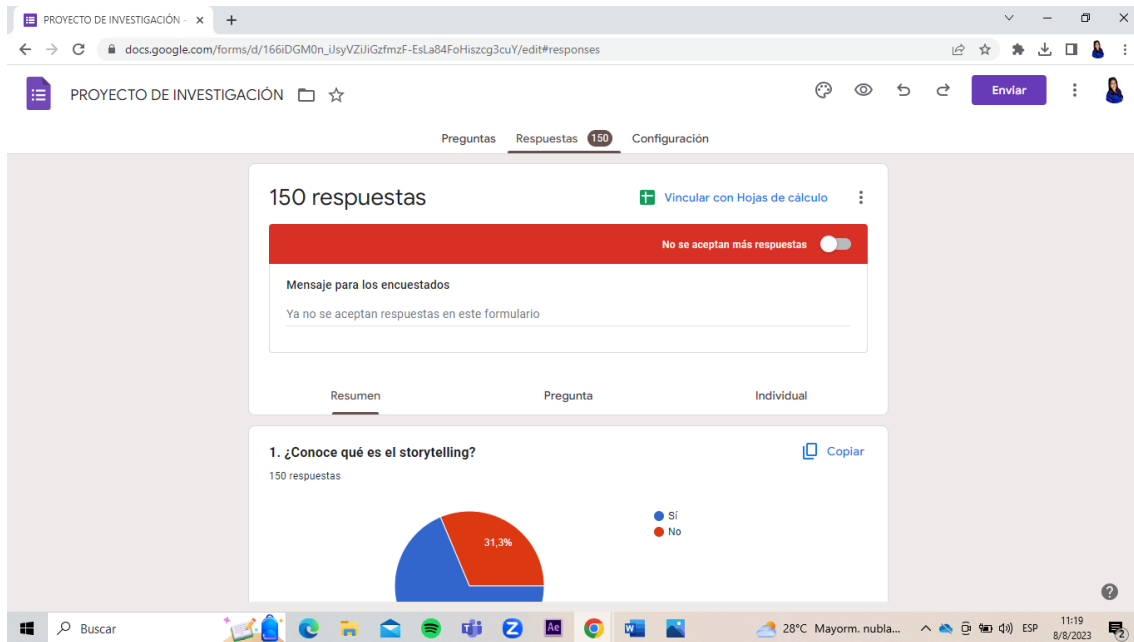 PROYECTO DE INVESTIGACIÓN -
docs.google.com/forms/d/166iDGM0n_iJsyVZiJiGzfmzF-EsLa84FoHiszcg3cuY/edit#responses
PROYECTO DE INVESTIGACIÓN
Enviar
Preguntas Respuestas 150 Configuración
150 respuestas
Vincular con Hojas de cálculo
No se aceptan más respuestas
Mensaje para los encuestados
Ya no se aceptan respuestas en este formulario
Resumen Pregunta Individual
1. ¿Conoce qué es el storytelling?
Copiar
150 respuestas
Sí
No
31,3%
Buscar
Ae
28°C Mayorm. nubla...
ESP
11:19
8/8/2023